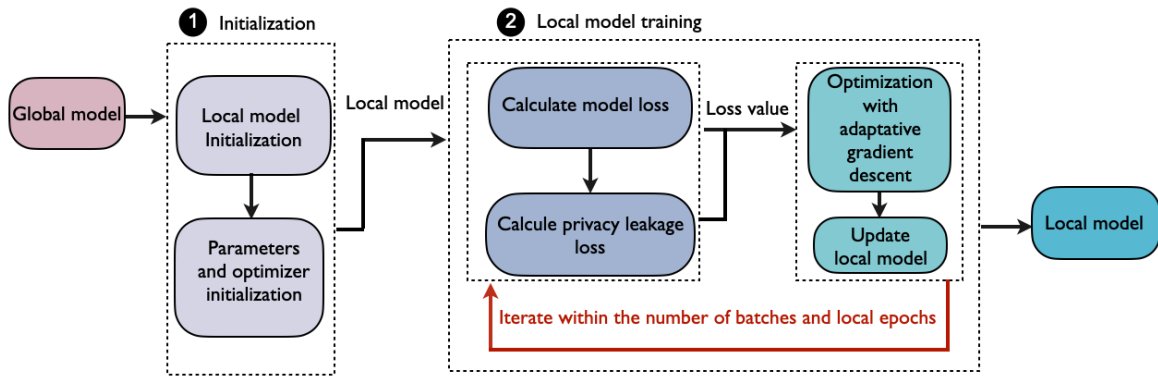 1 Initialization
2 Local model training
Global model
Local model
Initialization
Parameters
and optimizer
initialization
Local model
Calculate model loss
Calcule privacy leakage
loss
Loss value
Optimization
with
adaptative
gradient
descent
Update
local model
Iterate within the number of batches and local epochs
Local model